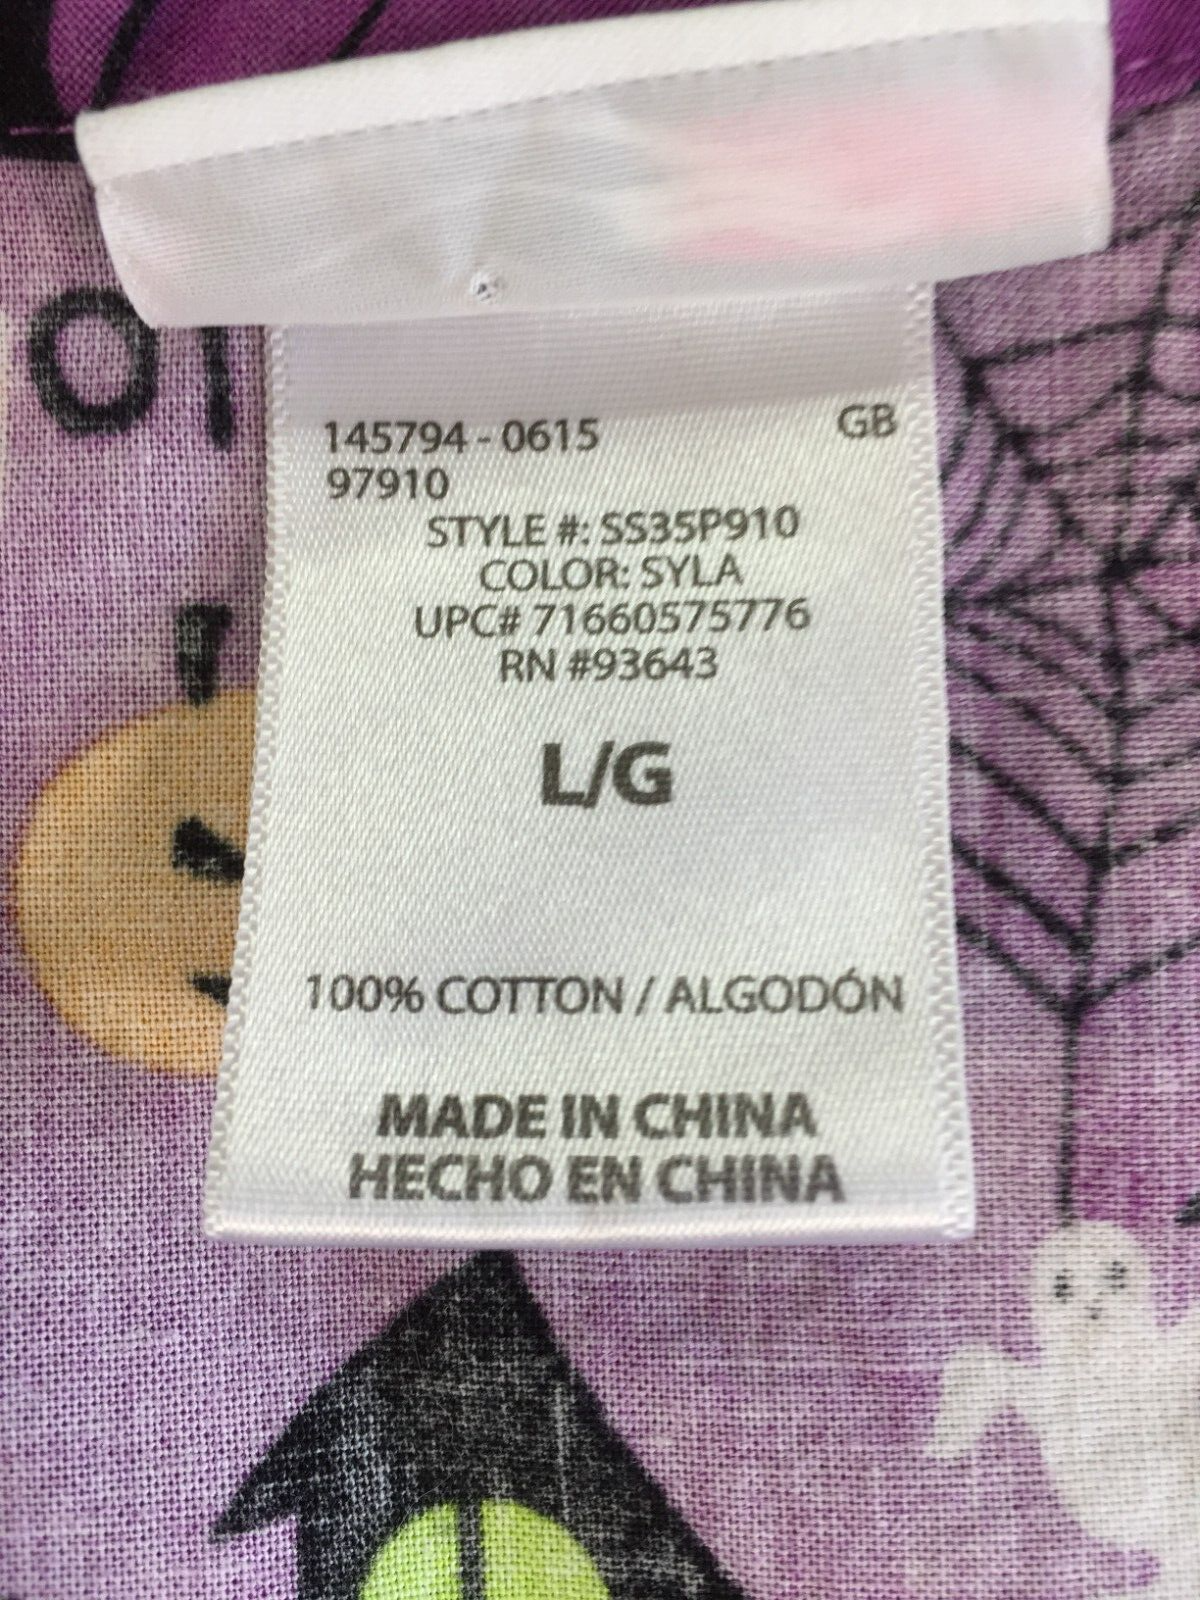 145794 - 0615 GB
97910
STYLE #: SS35P910
COLOR: SYLA
UPC# 71660575776
RN #93643
L/G
100% COTTON / ALGODÓN
MADE IN CHINA
HECHO EN CHINA